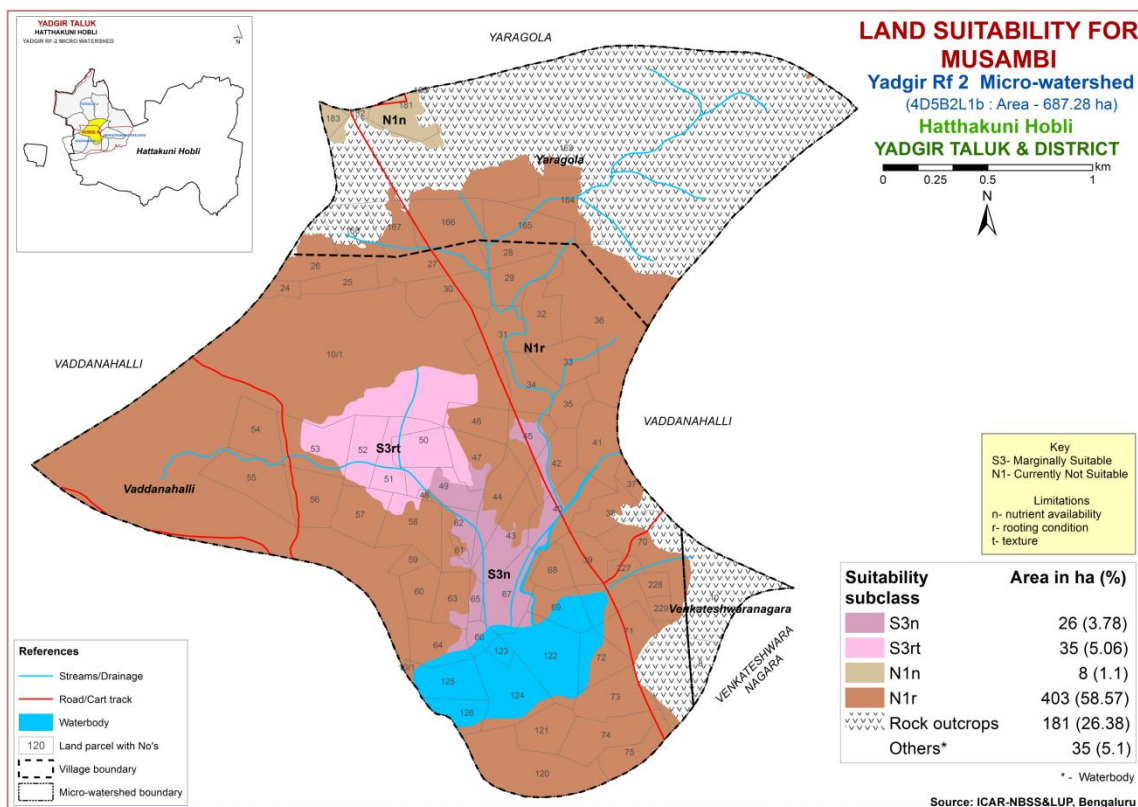 YADGIR TALUK
HATTHAKUNI HOBLI
YADGIR RF-2 MICRO WATERSHED
N
Hattakuni Hobli
LAND SUITABILITY FOR
MUSAMBI
Yadgir Rf 2 Micro-watershed
(4D5B2L1b : Area - 687.28 ha)
Hatthakuni Hobli
YADGIR TALUK & DISTRICT
km
0 0.25 0.5 1
N
YARAGOLA
181
183
N1n
Yaragola
169
164
168 167 166 165
26 27 28
24 25 29
30
32 36
31
N1r
10/1 33
VADDANAHALLI
34
35
VADDANAHALLI
54 53 52 50 46 45 41
S3rt
47
55 51 42
Vaddanahalli
49 37
56 48 44 40 38
57 58 62 43 70
61
59 39
S3n
68 227
60 63 65 67 228
10
69 229
Venkateshwaranagara
66 71
64 123
122 72
10/1
VENKATESHWARA
NAGARA
125 124 73
126
121 74
75
120
Key
S3- Marginally Suitable
N1- Currently Not Suitable
Limitations
n- nutrient availability
r- rooting condition
t- texture
Suitability subclass Area in ha (%)
S3n 26 (3.78)
S3rt 35 (5.06)
N1n 8 (1.1)
N1r 403 (58.57)
Rock outcrops 181 (26.38)
Others* 35 (5.1)
* - Waterbody
Source: ICAR-NBSS&LUP, Bengaluru
References
Streams/Drainage
Road/Cart track
Waterbody
120 Land parcel with No's
Village boundary
Micro-watershed boundary